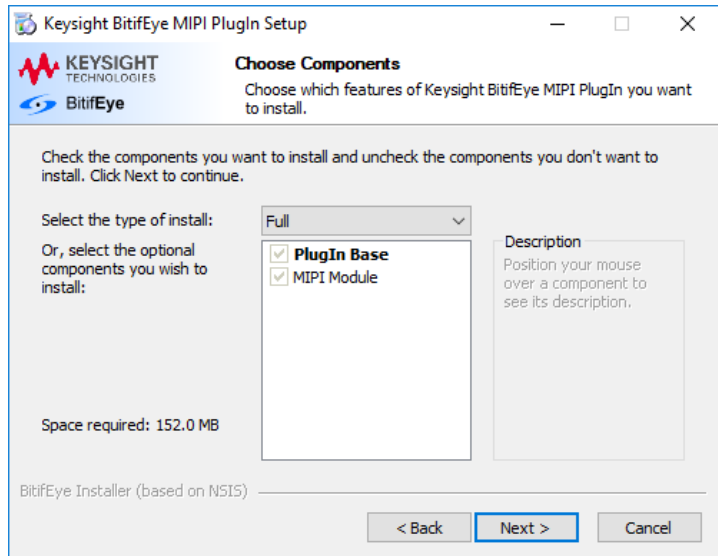 Keysight BitifEye MIPI PlugIn Setup
KEYSIGHT
TECHNOLOGIES
BitifEye
Choose Components
Choose which features of Keysight BitifEye MIPI PlugIn you want
to install.
Check the components you want to install and uncheck the components you don't want to
install. Click Next to continue.
Select the type of install:
Full
Or, select the optional
components you wish to
install:
PlugIn Base
MIPI Module
Description
Position your mouse
over a component to
see its description.
Space required: 152.0 MB
BitifEye Installer (based on NSIS)
< Back
Next >
Cancel